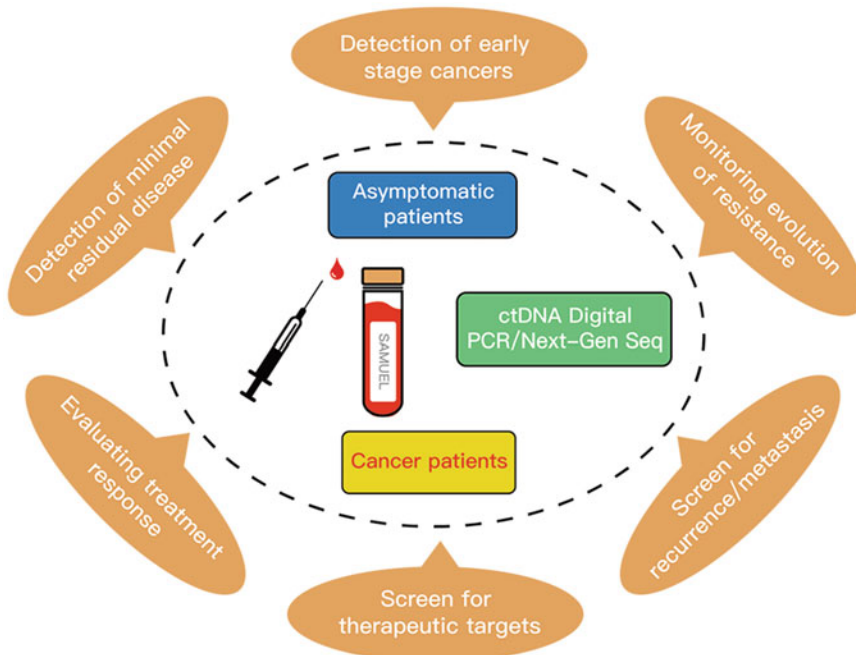 Detection of early
stage cancers
Detection of minimal
residual disease
Monitoring evolution
of resistance
Asymptomatic
patients
ctDNA Digital
PCR/Next-Gen Seq
SAMUEL
Cancer patients
Evaluating treatment
response
Screen for
recurrence/metastasis
Screen for
therapeutic targets